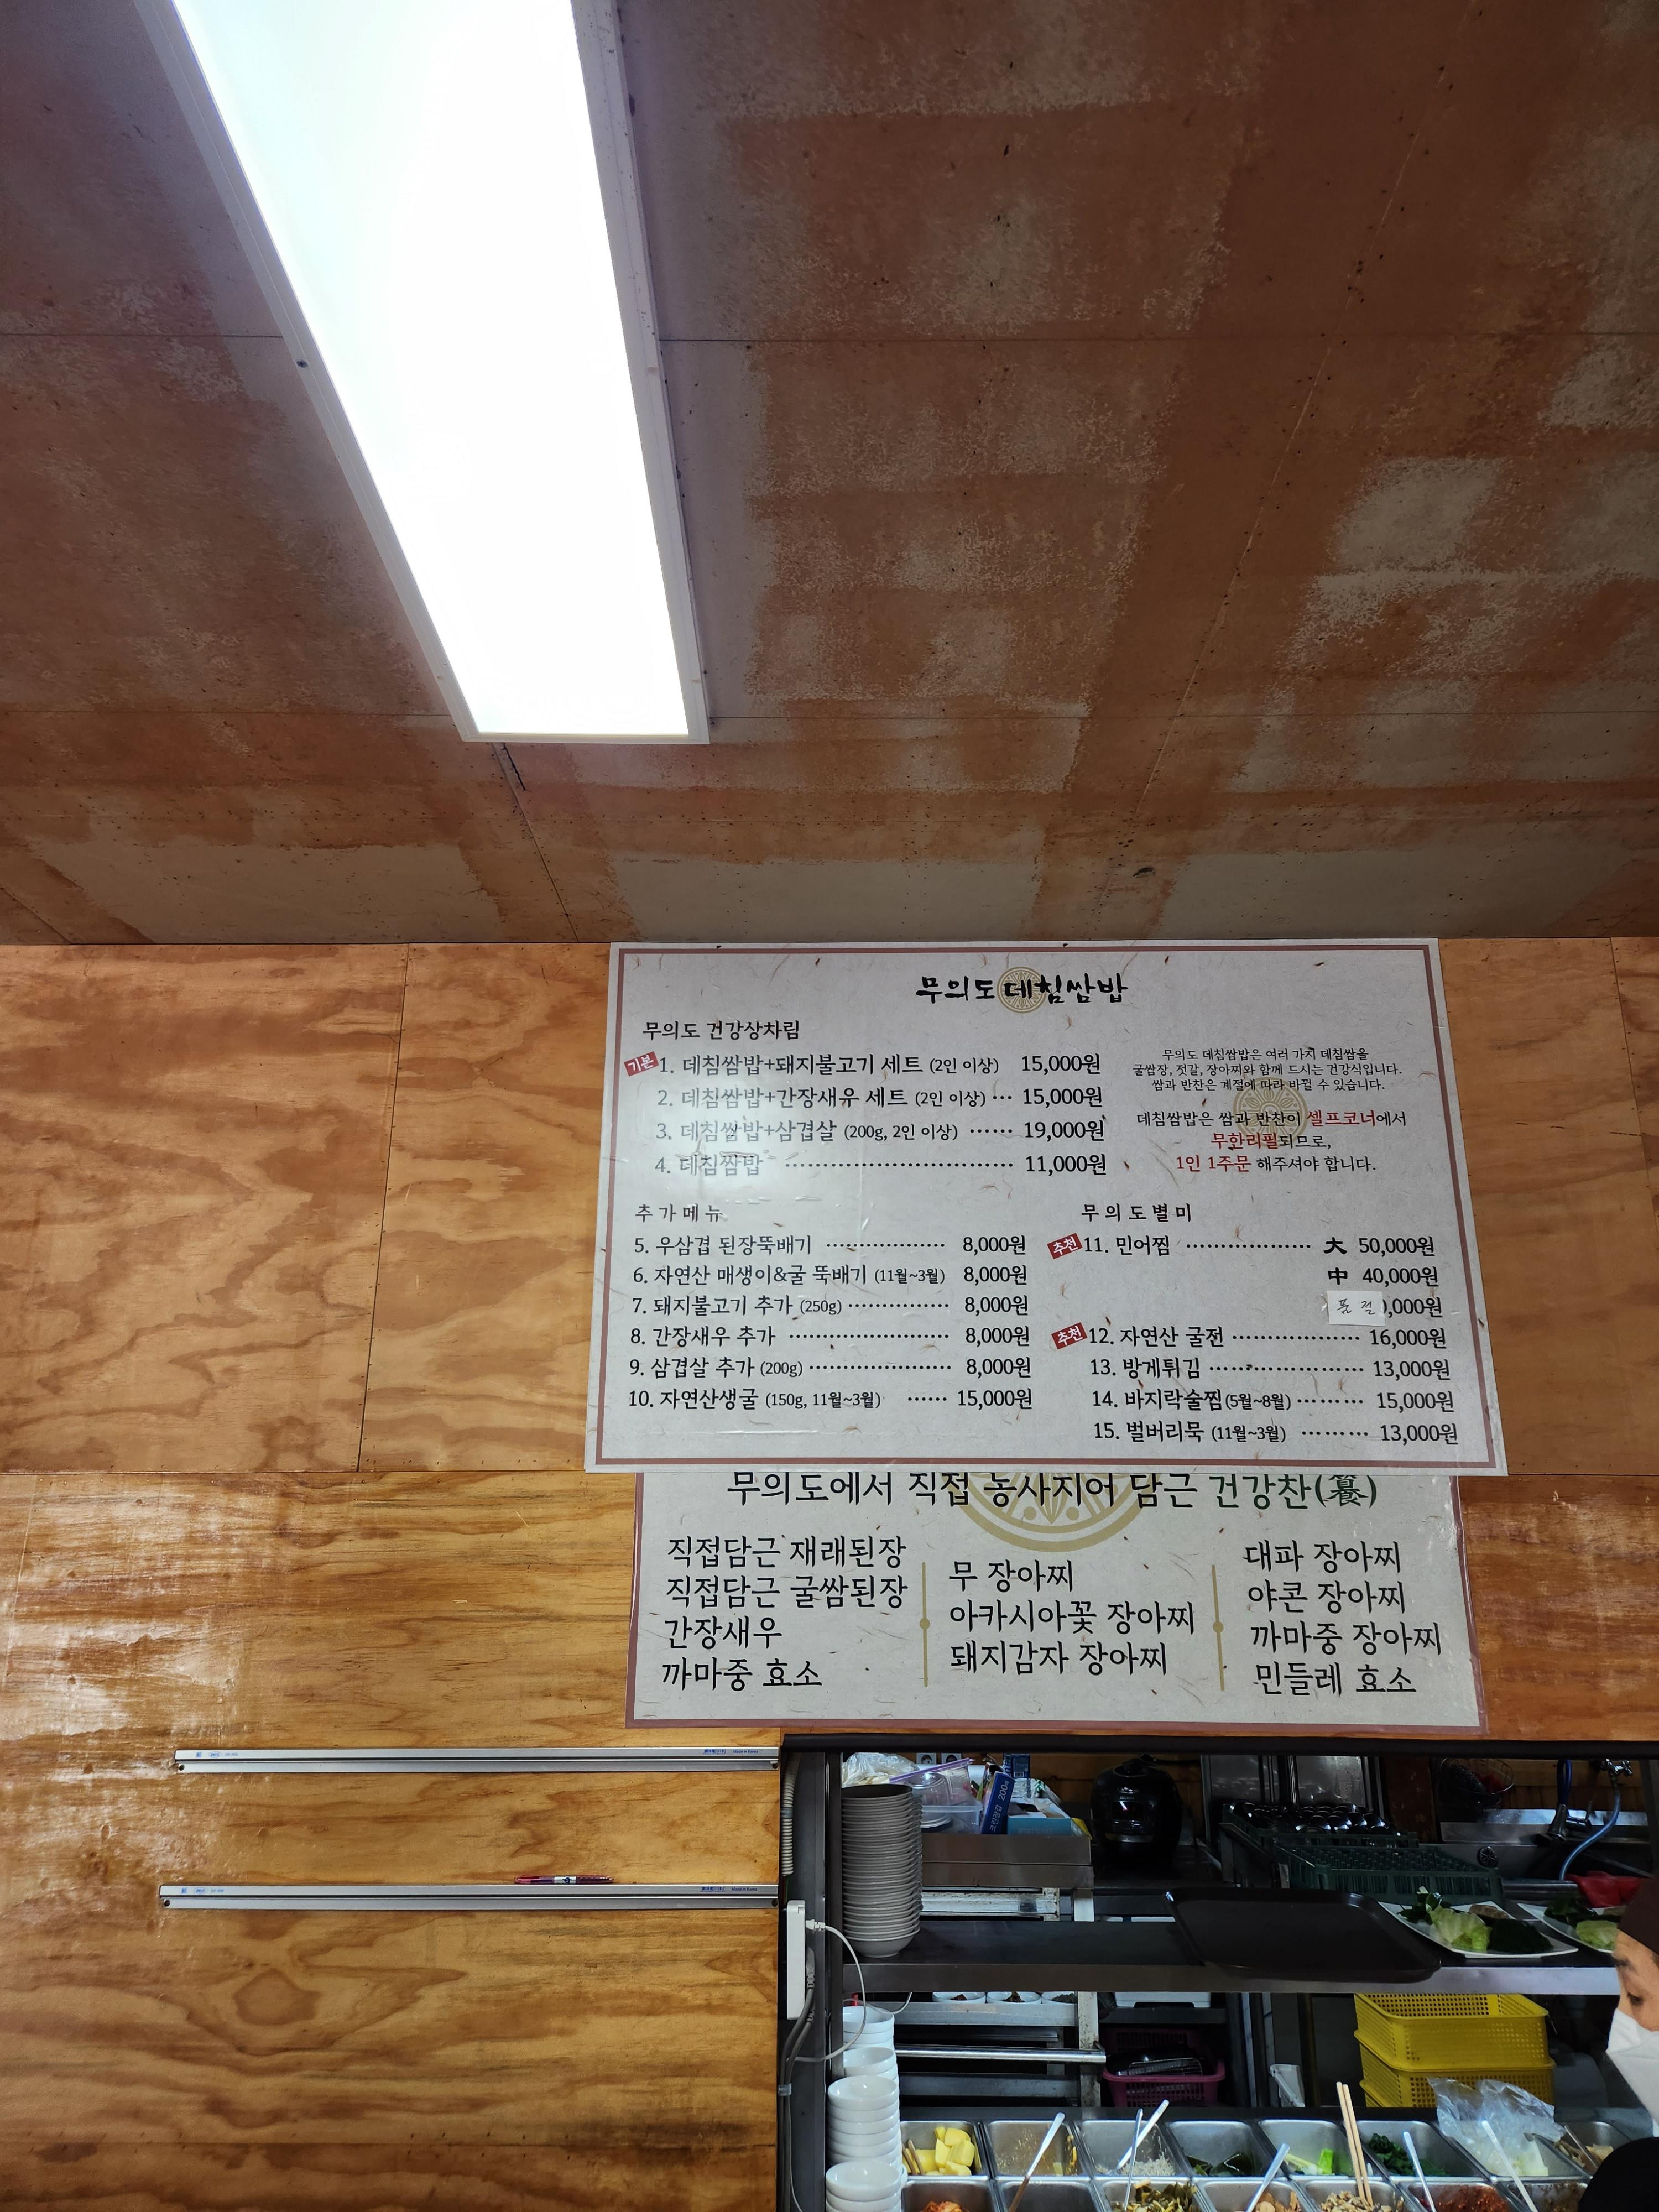 무의도 데침쌈밥
무의도 건강상차림
기본 1. 데침쌈밥+돼지불고기 세트 (2인 이상) 15,000원
2. 데침쌈밥+간장새유 세트 (2인 이상) ··· 15,000원
3. 데침쌈밥+삼겹살 (200g, 2인 이상) ······ 19,000원
4. 데침쌈밥 ································ 11,000원
무의도 데침쌈밥은 여러 가지 데침쌈을
굴쌈장, 젓갈, 장아찌와 함께 드시는 건강식입니다.
쌈과 반찬은 계절에 따라 바뀔 수 있습니다.
데침쌈밥은 쌈과 반찬이 셀프코너에서
무한리필되므로,
1인 1주문 해주셔야 합니다.
추가메뉴
5. 우삼겹 된장뚝배기 ················· 8,000원
6. 자연산 매생이&굴 뚝배기 (11월~3월) 8,000원
7. 돼지불고기 추가 (250g) ··············· 8,000원
8. 간장새우 추가 ······················· 8,000원
9. 삼겹살 추가 (200g) ····················· 8,000원
10. 자연산생굴 (150g, 11월~3월) ······ 15,000원
무의도별미
추천 11. 민어찜 ·················· 大 50,000원
中 40,000원
품절 ,000원
추천 12. 자연산 굴전 ·················· 16,000원
13. 방게튀김 ······················ 13,000원
14. 바지락술찜(5월~8월) ········· 15,000원
15. 벌버리묵 (11월~3월) ········· 13,000원
무의도에서 직접 농사지어 담근 건강찬(饌)
직접담근 재래된장
직접담근 굴쌈된장
간장새우
까마중 효소
무 장아찌
아카시아꽃 장아찌
돼지감자 장아찌
대파 장아찌
야콘 장아찌
까마중 장아찌
민들레 효소